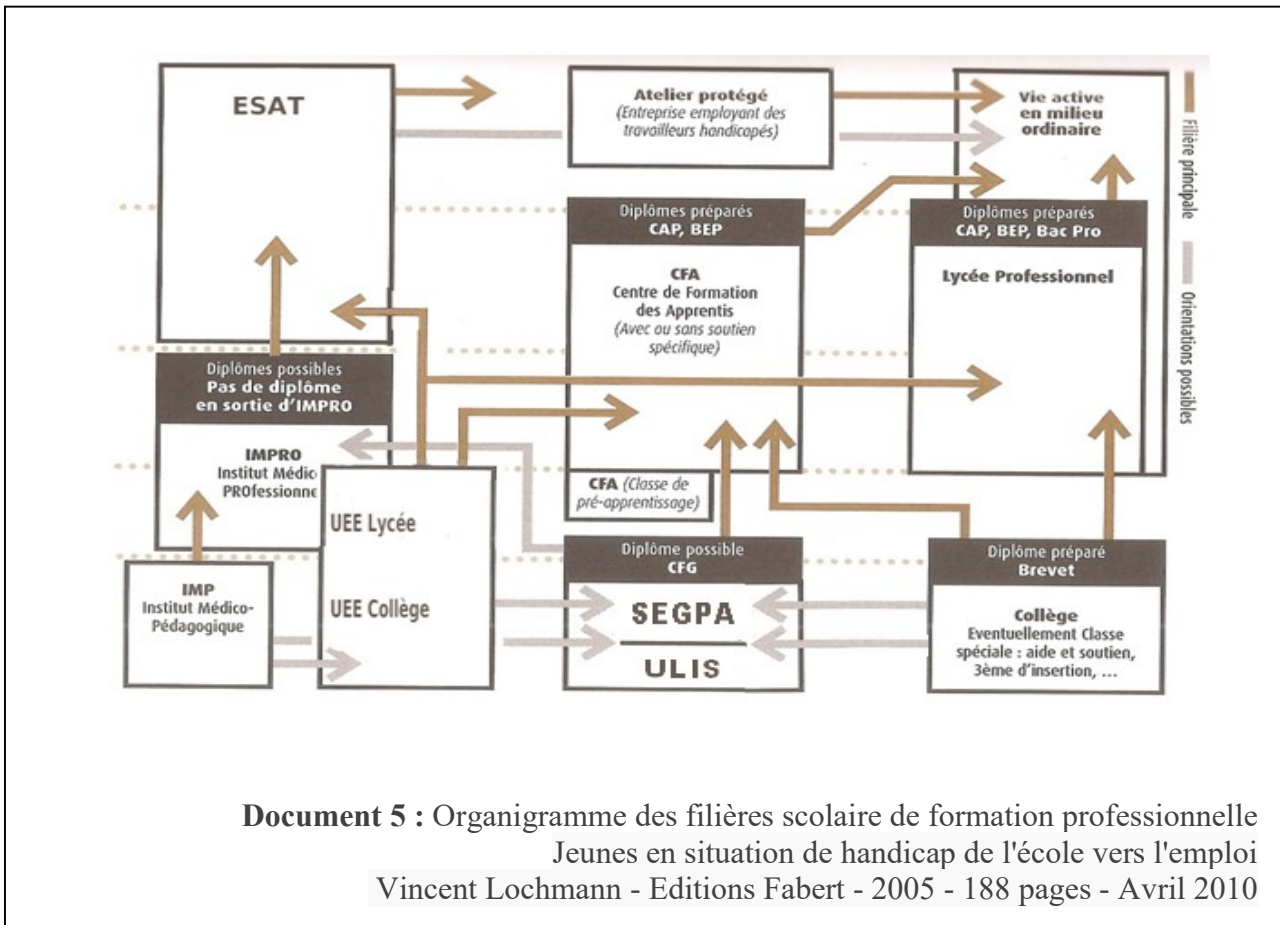 ESAT
Atelier protégé
(Entreprise employant des
travailleurs handicapés)
Vie active
en milieu
ordinaire
Filière principale
Orientations possibles
Diplômes préparés
CAP, BEP
CFA
Centre de Formation
des Apprentis
(Avec ou sans soutien
spécifique)
Diplômes préparés
CAP, BEP, Bac Pro
Lycée Professionnel
Diplômes possibles
Pas de diplôme
en sortie d'IMPRO
IMPRO
Institut Médic
PROfessionne
CFA (Classe de
pré-apprentissage)
UEE Lycée
UEE Collège
IMP
Institut Médico-
Pédagogique
Diplôme possible
CFG
SEGPA
ULIS
Diplôme préparé
Brevet
Collège
Eventuellement Classe
spéciale : aide et soutien,
3ème d'insertion, ...
Document 5 : Organigramme des filières scolaire de formation professionnelle
Jeunes en situation de handicap de l'école vers l'emploi
Vincent Lochmann - Editions Fabert - 2005 - 188 pages - Avril 2010